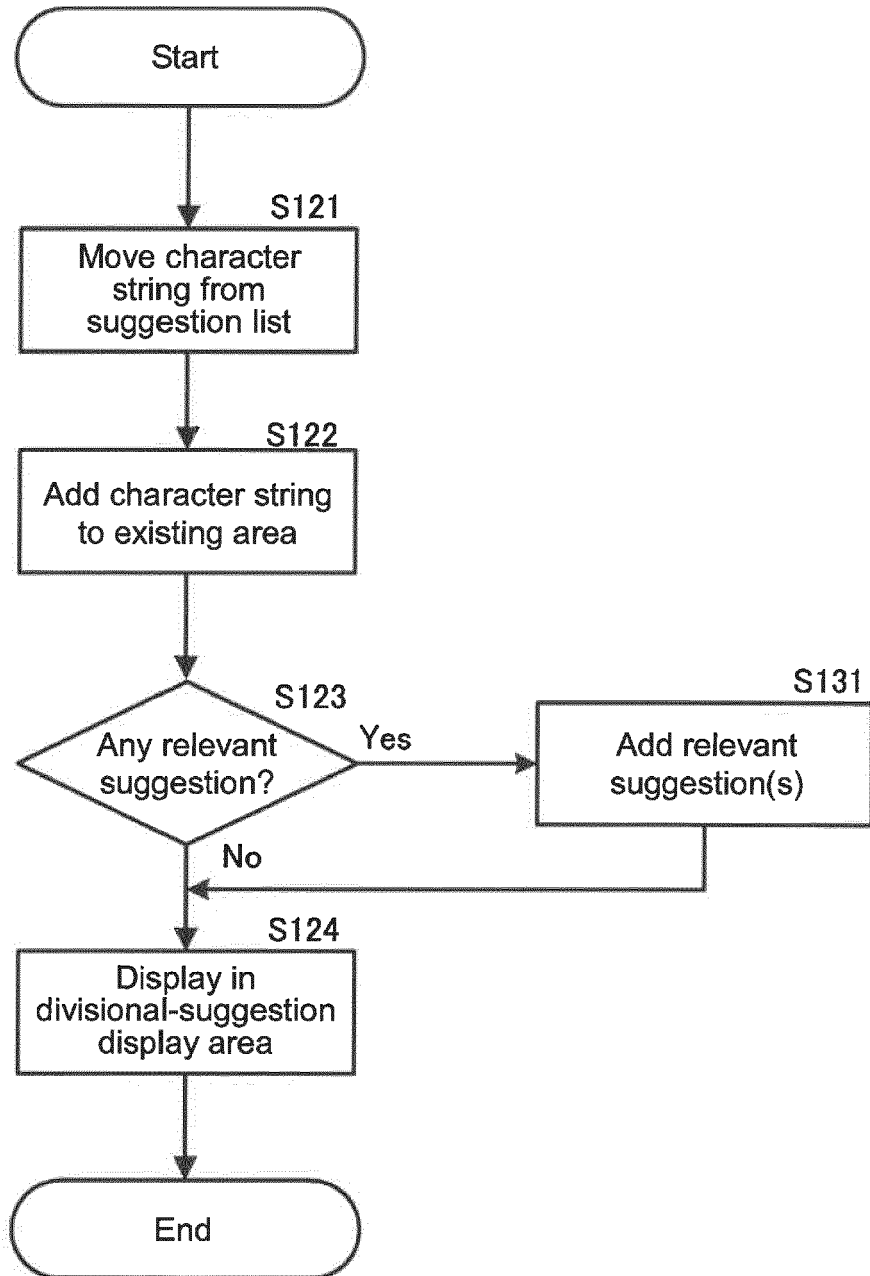 Start
S121
Move character
string from
suggestion list
S122
Add character string
to existing area
S123
Any relevant
suggestion?
Yes
S131
Add relevant
suggestion(s)
No
S124
Display in
divisional-suggestion
display area
End